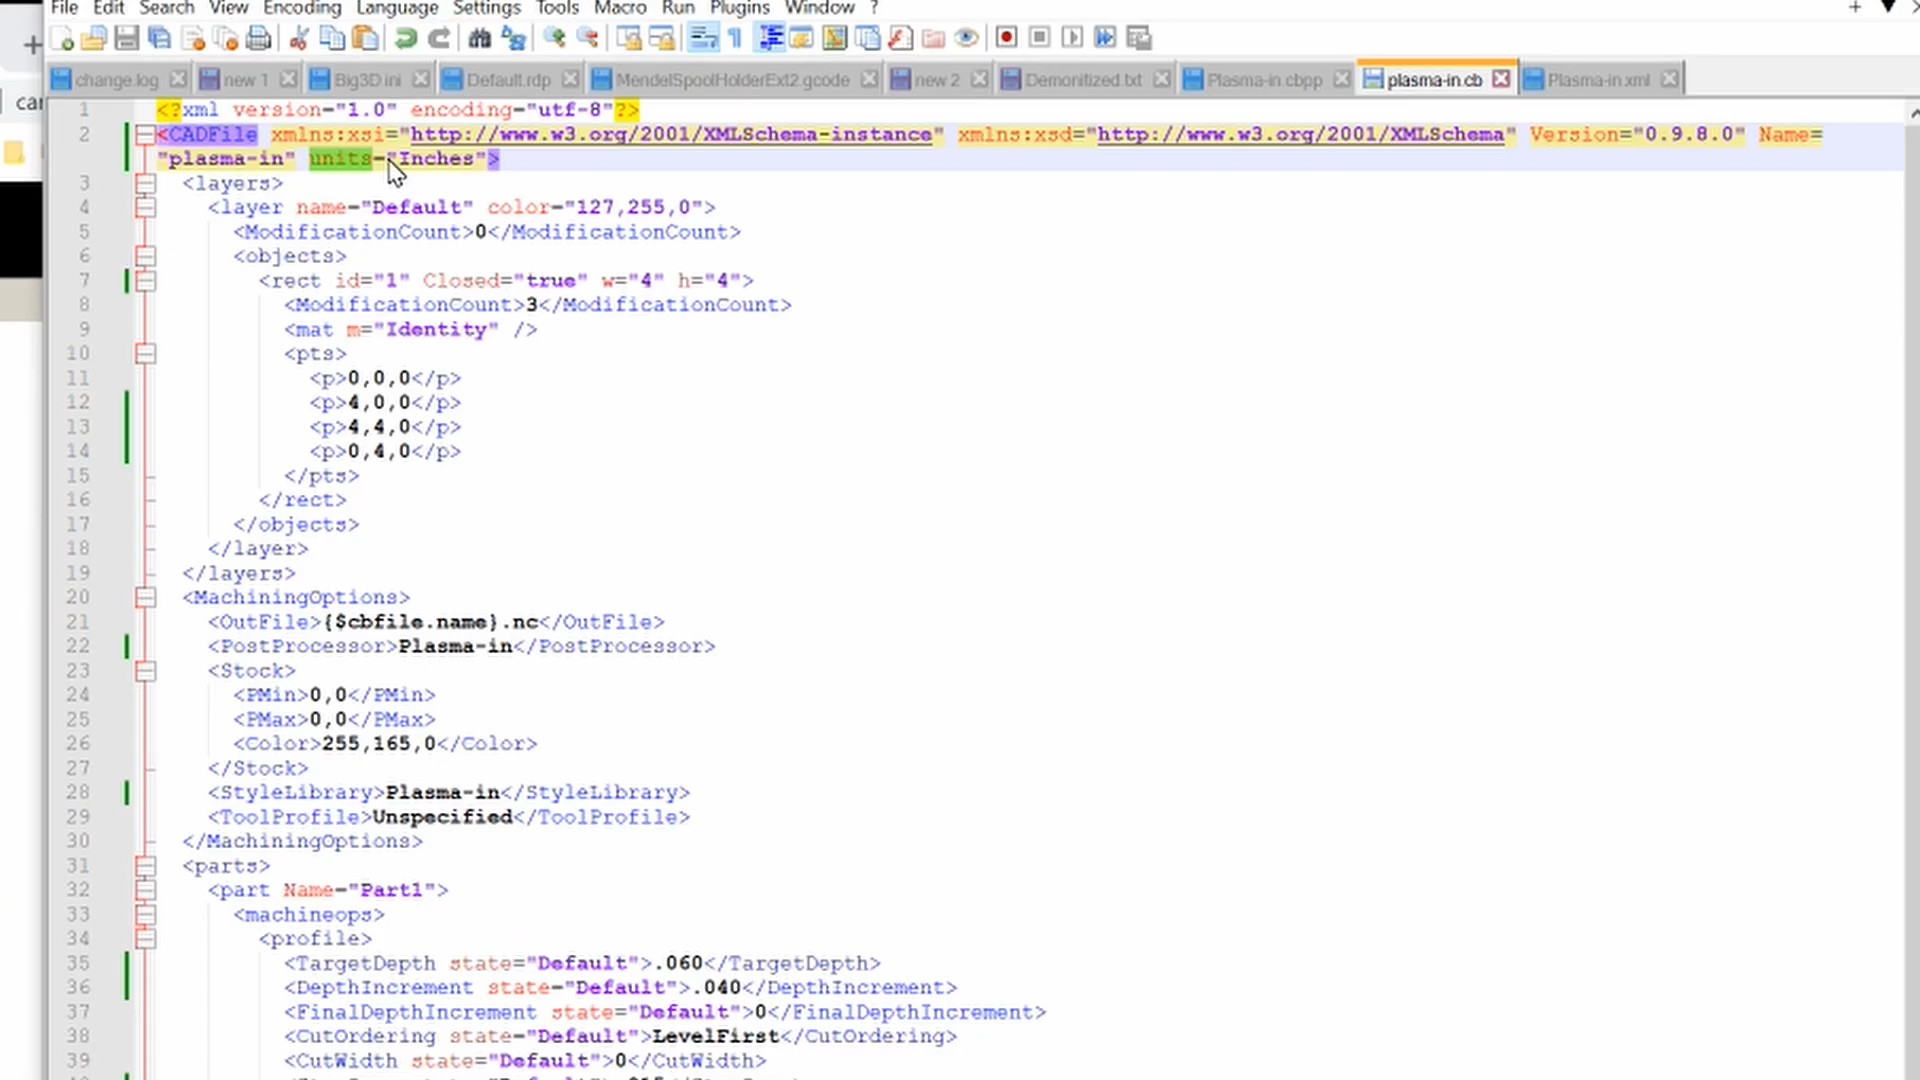 File Edit Search View Encoding Language Settings Tools Macro Run Plugins Window ?
change.log new 1 Big3D.ini Default.rdp MendelSpoolHolderExt2.gcode new 2 Demonitized.txt Plasma-in.cbpp plasma-in.cb Plasma-in.xml
car
1 <?xml version="1.0" encoding="utf-8"?>
2 <CADFile xmlns:xsi="http://www.w3.org/2001/XMLSchema-instance" xmlns:xsd="http://www.w3.org/2001/XMLSchema" Version="0.9.8.0" Name=
"plasma-in" units="Inches">
3 <layers>
4 <layer name="Default" color="127,255,0">
5 <ModificationCount>0</ModificationCount>
6 <objects>
7 <rect id="1" Closed="true" w="4" h="4">
8 <ModificationCount>3</ModificationCount>
9 <mat m="Identity" />
10 <pts>
11 <p>0,0,0</p>
12 <p>4,0,0</p>
13 <p>4,4,0</p>
14 <p>0,4,0</p>
15 </pts>
16 </rect>
17 </objects>
18 </layer>
19 </layers>
20 <MachiningOptions>
21 <OutFile>{$cbfile.name}.nc</OutFile>
22 <PostProcessor>Plasma-in</PostProcessor>
23 <Stock>
24 <PMin>0,0</PMin>
25 <PMax>0,0</PMax>
26 <Color>255,165,0</Color>
27 </Stock>
28 <StyleLibrary>Plasma-in</StyleLibrary>
29 <ToolProfile>Unspecified</ToolProfile>
30 </MachiningOptions>
31 <parts>
32 <part Name="Part1">
33 <machineops>
34 <profile>
35 <TargetDepth state="Default">.060</TargetDepth>
36 <DepthIncrement state="Default">.040</DepthIncrement>
37 <FinalDepthIncrement state="Default">0</FinalDepthIncrement>
38 <CutOrdering state="Default">LevelFirst</CutOrdering>
39 <CutWidth state="Default">0</CutWidth>